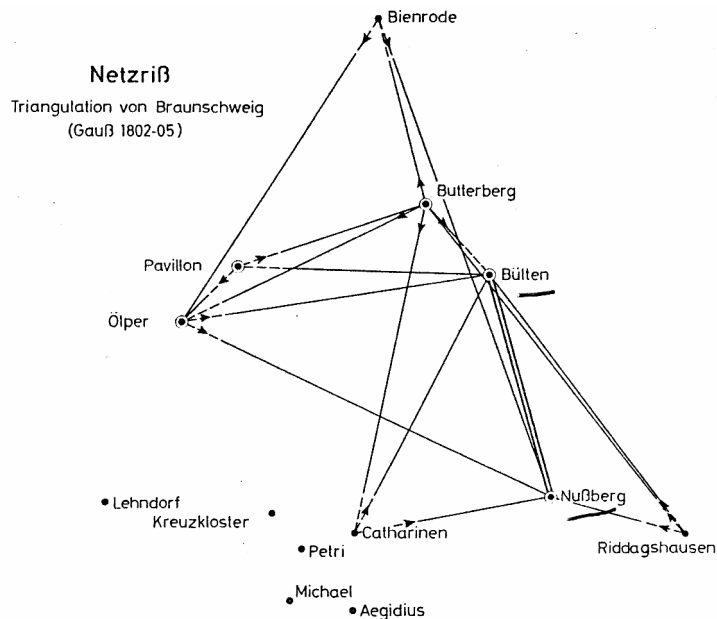 Bienrode
Netzriß
Triangulation von Braunschweig
(Gauß 1802-05)
Butterberg
Pavillon
Bülten
Ölper
Lehndorf
Kreuzkloster
Nußberg
Catharinen
Riddagshausen
Petri
Michael
Aegidius